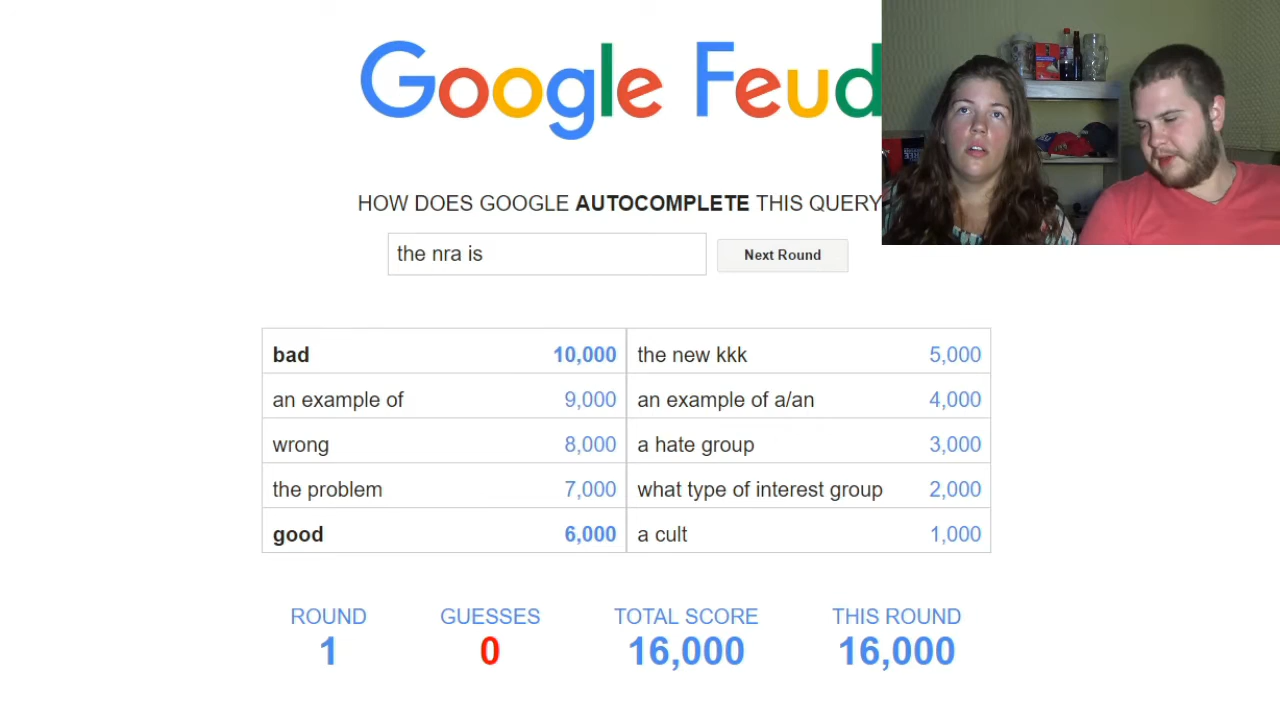 Google Feud
HOW DOES GOOGLE AUTOCOMPLETE THIS QUERY
the nra is
Next Round
bad 10,000 the new kkk 5,000
an example of 9,000 an example of a/an 4,000
wrong 8,000 a hate group 3,000
the problem 7,000 what type of interest group 2,000
good 6,000 a cult 1,000
ROUND GUESSES TOTAL SCORE THIS ROUND
1 0 16,000 16,000